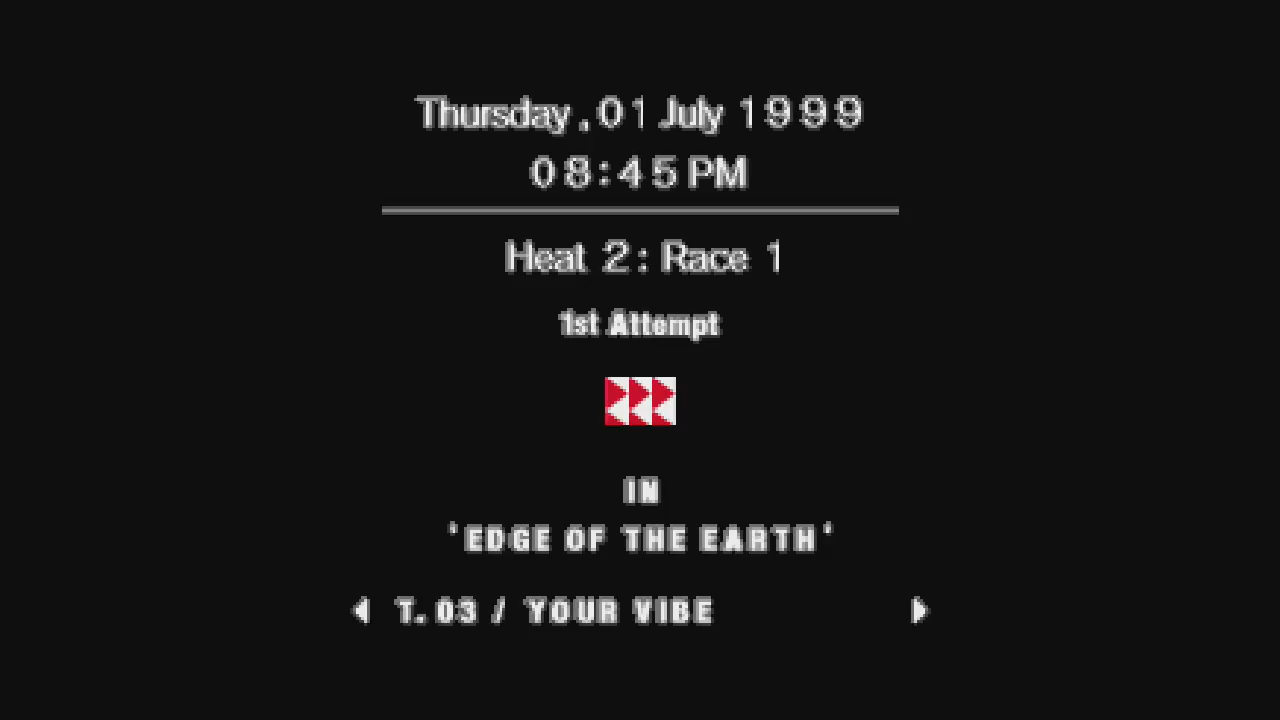 Thursday, 01 July 1999
08:45 PM
Heat 2: Race 1
1st Attempt
IN
'EDGE OF THE EARTH'
T. 03 / YOUR VIBE